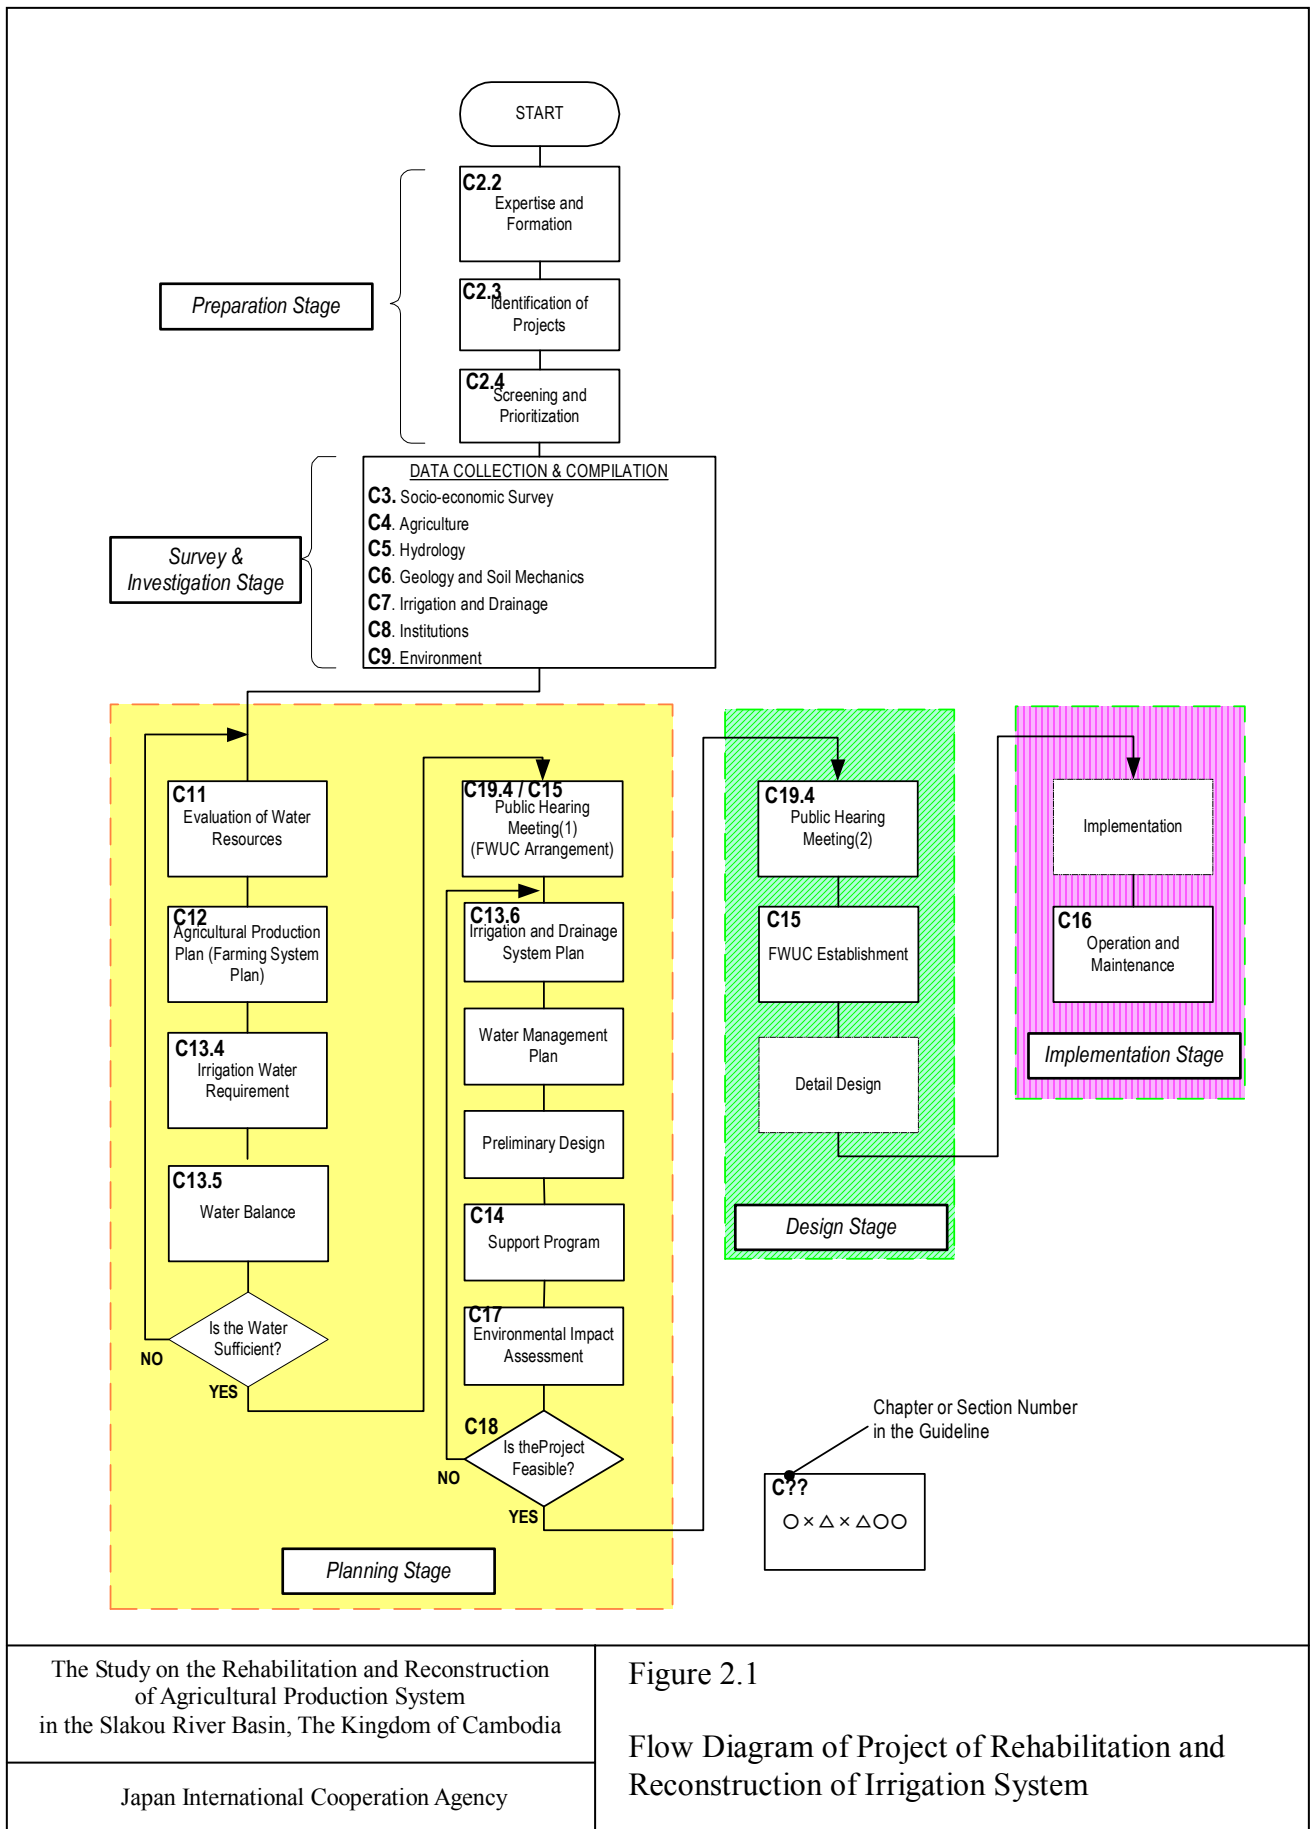 START
C2.2
Expertise and
Formation
C2.3
Identification of
Projects
Preparation Stage
C2.4
Screening and
Prioritization
DATA COLLECTION & COMPILATION
C3. Socio-economic Survey
C4. Agriculture
C5. Hydrology
C6. Geology and Soil Mechanics
C7. Irrigation and Drainage
C8. Institutions
C9. Environment
Survey &
Investigation Stage
C11
Evaluation of Water
Resources
C12
Agricultural Production
Plan (Farming System
Plan)
C13.4
Irrigation Water
Requirement
C13.5
Water Balance
Is the Water
Sufficient?
NO
YES
C19.4 / C15
Public Hearing
Meeting(1)
(FWUC Arrangement)
C13.6
Irrigation and Drainage
System Plan
Water Management
Plan
Preliminary Design
C14
Support Program
C17
Environmental Impact
Assessment
C18
Is theProject
Feasible?
NO
YES
Planning Stage
C19.4
Public Hearing
Meeting(2)
C15
FWUC Establishment
Detail Design
Design Stage
Implementation
C16
Operation and
Maintenance
Implementation Stage
Chapter or Section Number
in the Guideline
C??
○×△×△○○
The Study on the Rehabilitation and Reconstruction
of Agricultural Production System
in the Slakou River Basin, The Kingdom of Cambodia
Japan International Cooperation Agency
Figure 2.1
Flow Diagram of Project of Rehabilitation and
Reconstruction of Irrigation System